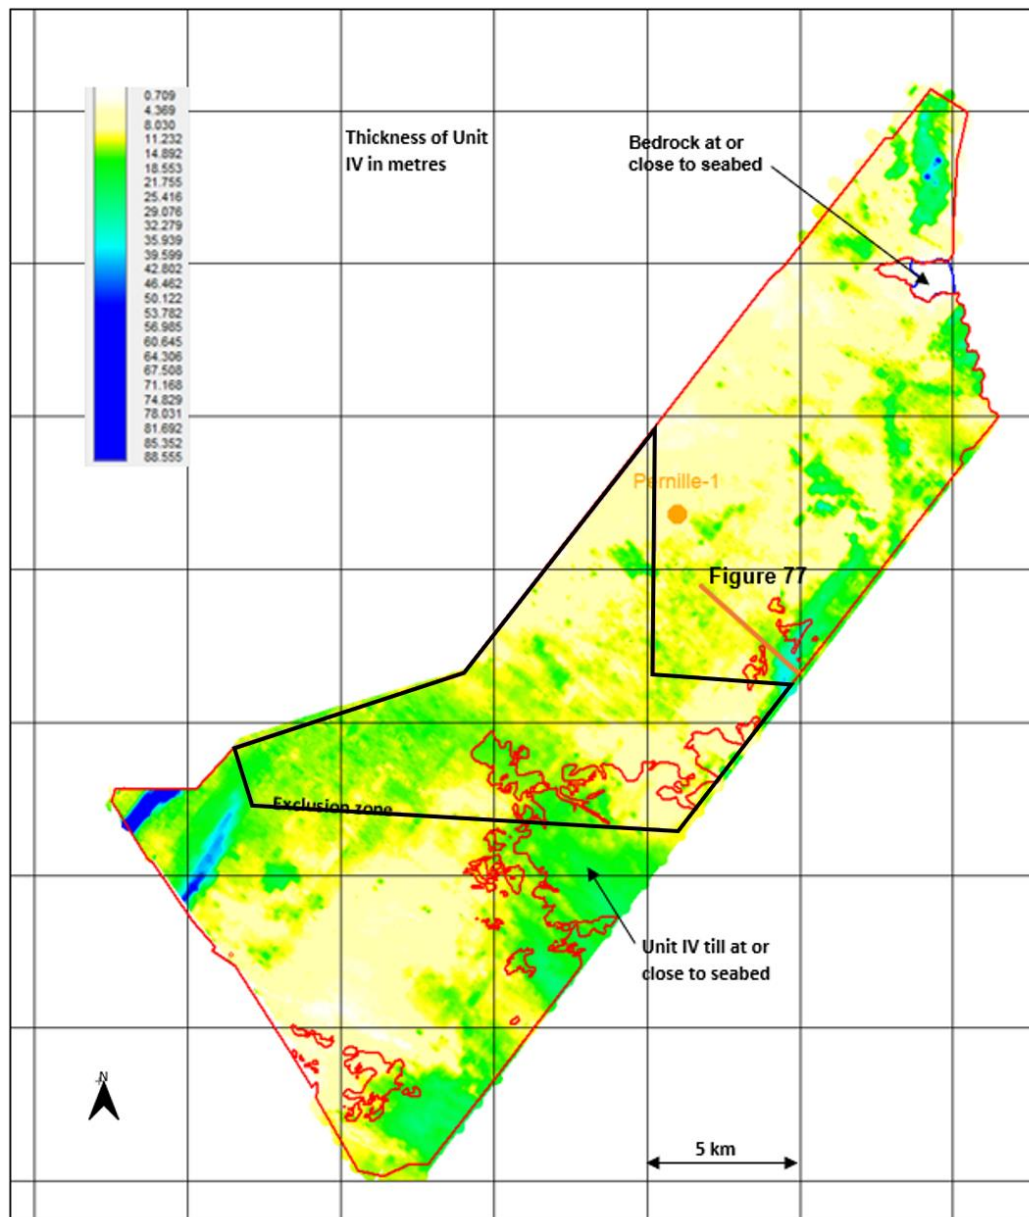 0.709
4.369
8.030
11.232
14.892
18.553
21.755
25.416
29.076
32.279
35.939
39.599
42.802
46.462
50.122
53.782
56.985
60.645
64.306
67.508
71.168
74.829
78.031
81.692
85.352
88.555
Thickness of Unit
IV in metres
Bedrock at or
close to seabed
Pernille-1
Figure 77
Exclusion zone
Unit IV till at or
close to seabed
N
5 km